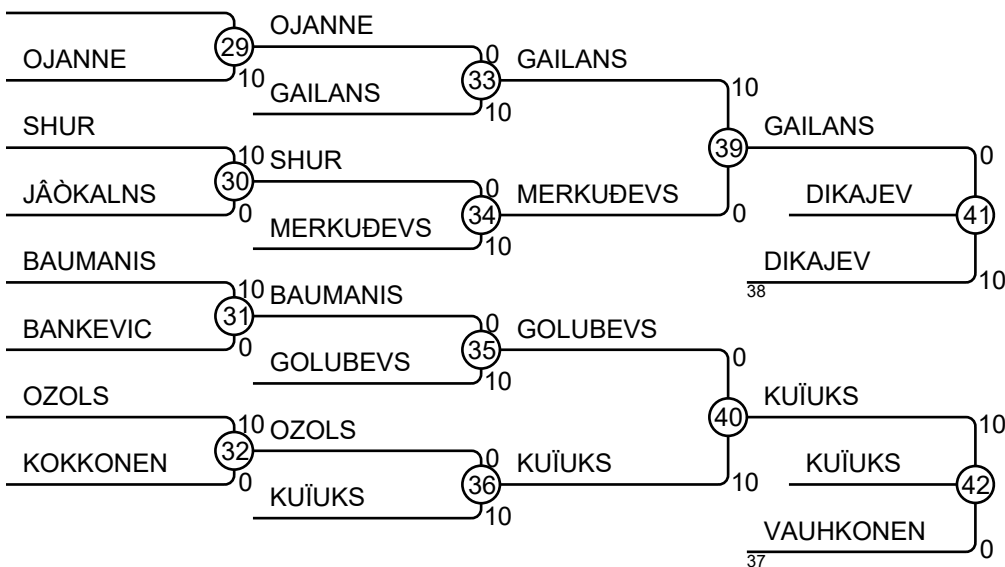 OJANNE
29
OJANNE
10
0
33
GAILANS
GAILANS
10
10
SHUR
39
GAILANS
10
SHUR
0
30
JÂÒKALNS
0
0
34
MERKUÐEVS
DIKAJEV
41
MERKUÐEVS
0
10
BAUMANIS
DIKAJEV
10
38
10
BAUMANIS
31
0
BANKEVIC
0
35
GOLUBEVS
GOLUBEVS
10
0
OZOLS
40
KUÏUKS
10
OZOLS
10
32
KOKKONEN
0
0
36
KUÏUKS
KUÏUKS
42
KUÏUKS
10
10
VAUHKONEN
0
37